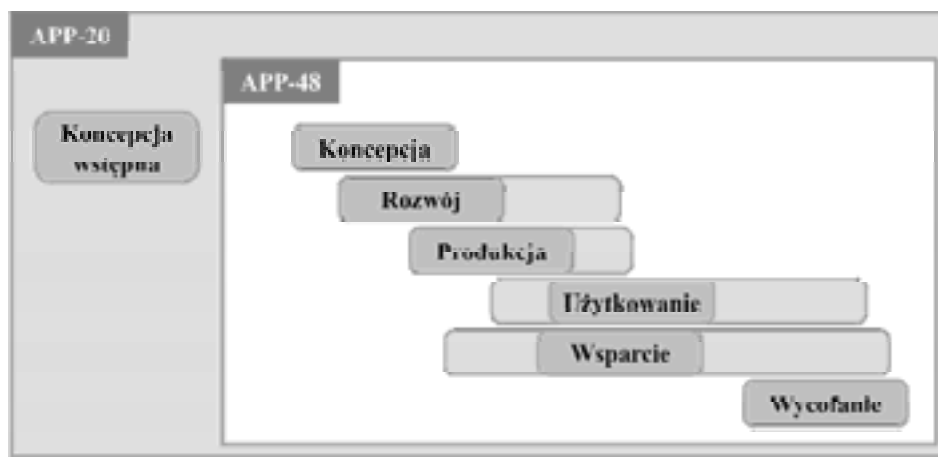 APP-20
APP-48
Koncepcja
wstępna
Koncepcja
Rozwój
Produkcja
Użytkowanie
Wsparcie
Wycofanie